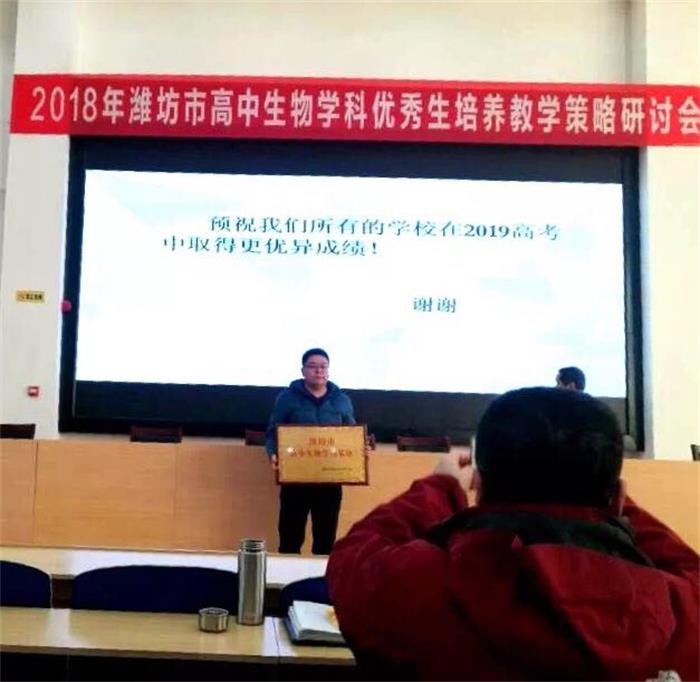 2018年潍坊市高中生物学科优秀生培养教学策略研讨会
预祝我们所有的学校在2019高考
中取得更优异成绩！
谢谢
潍坊市